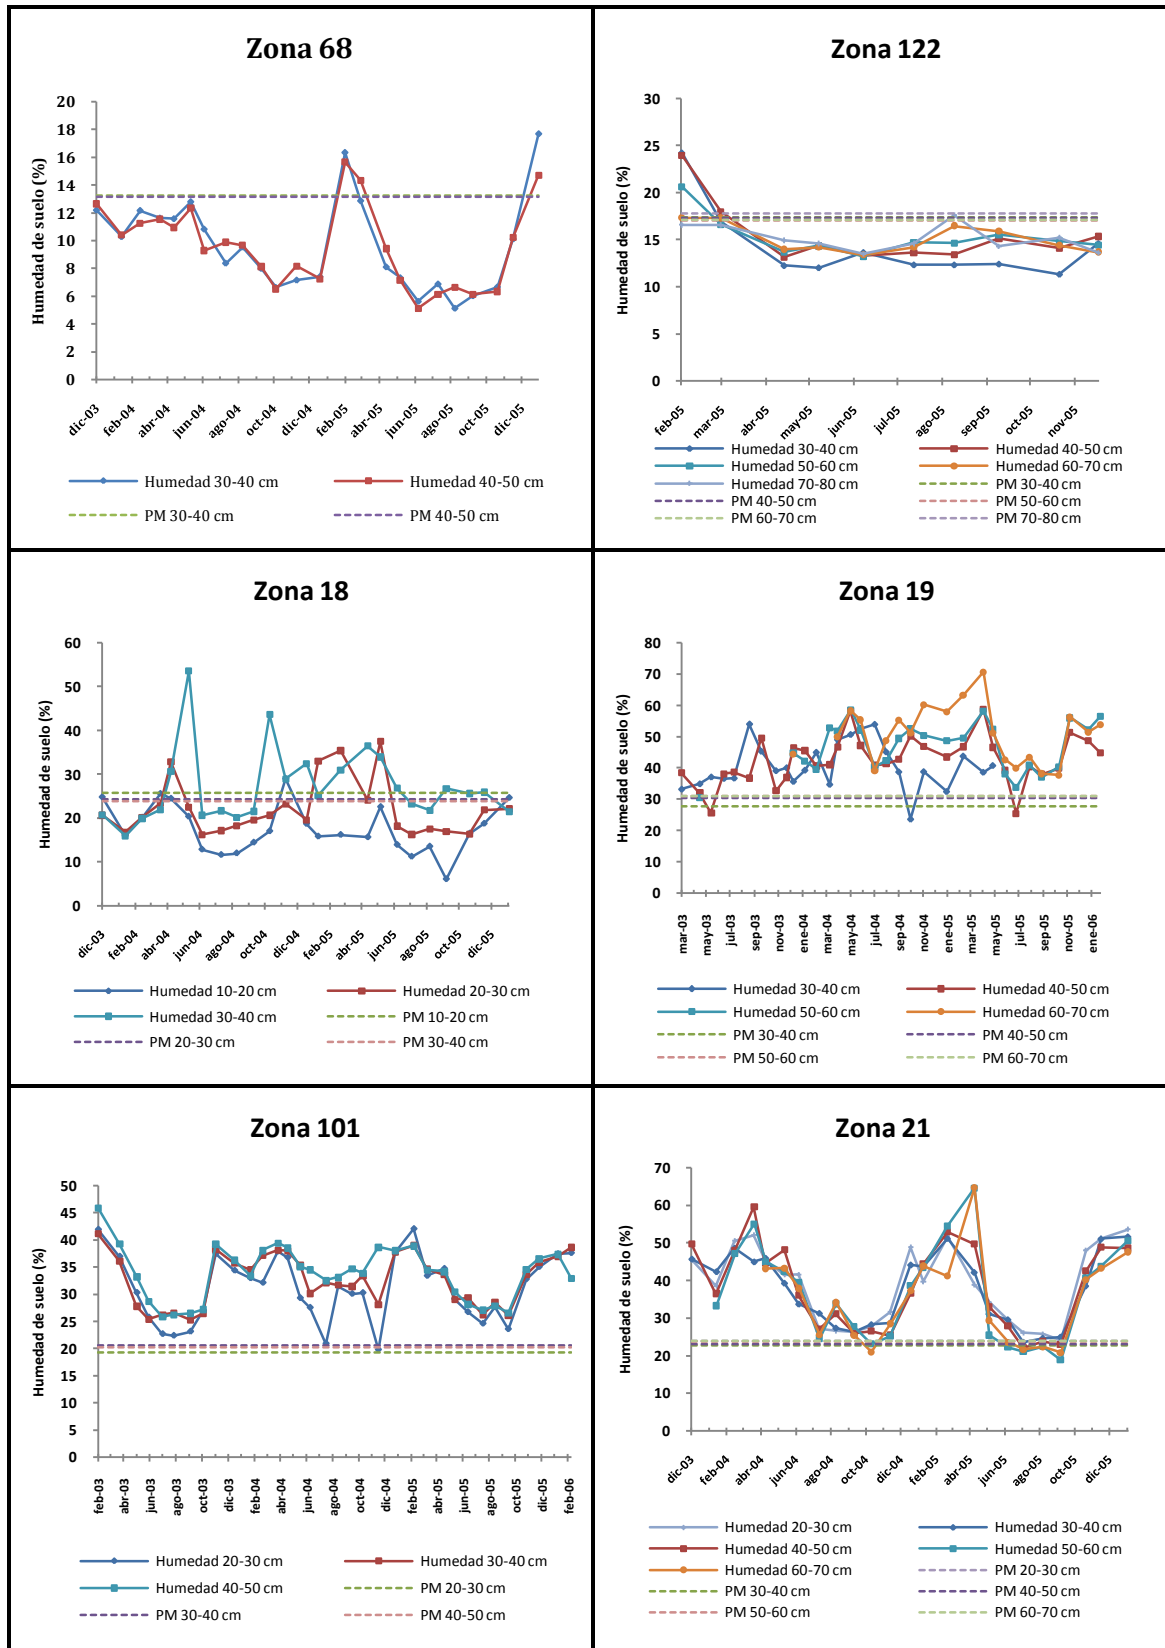 Zona 68
Humedad de suelo (%)
20
18
16
14
12
10
8
6
4
2
0
dic-03 feb-04 abr-04 jun-04 ago-04 oct-04 dic-04 feb-05 abr-05 jun-05 ago-05 oct-05 dic-05
Humedad 30-40 cm Humedad 40-50 cm
PM 30-40 cm PM 40-50 cm
Zona 122
Humedad de suelo (%)
30
25
20
15
10
5
0
feb-05 mar-05 abr-05 may-05 jun-05 jul-05 ago-05 sep-05 oct-05 nov-05
Humedad 30-40 cm Humedad 40-50 cm
Humedad 50-60 cm Humedad 60-70 cm
Humedad 70-80 cm PM 30-40 cm
PM 40-50 cm PM 50-60 cm
PM 60-70 cm PM 70-80 cm
Zona 18
Humedad de suelo (%)
60
50
40
30
20
10
0
dic-03 feb-04 abr-04 jun-04 ago-04 oct-04 dic-04 feb-05 abr-05 jun-05 ago-05 oct-05 dic-05
Humedad 10-20 cm Humedad 20-30 cm
Humedad 30-40 cm PM 10-20 cm
PM 20-30 cm PM 30-40 cm
Zona 19
Humedad de suelo (%)
80
70
60
50
40
30
20
10
0
mar-03 may-03 jul-03 sep-03 nov-03 ene-04 mar-04 may-04 jul-04 sep-04 nov-04 ene-05 mar-05 may-05 jul-05 sep-05 nov-05 ene-06
Humedad 30-40 cm Humedad 40-50 cm
Humedad 50-60 cm Humedad 60-70 cm
PM 30-40 cm PM 40-50 cm
PM 50-60 cm PM 60-70 cm
Zona 101
Humedad de suelo (%)
50
45
40
35
30
25
20
15
10
5
0
feb-03 abr-03 jun-03 ago-03 oct-03 dic-03 feb-04 abr-04 jun-04 ago-04 oct-04 dic-04 feb-05 abr-05 jun-05 ago-05 oct-05 dic-05 feb-06
Humedad 20-30 cm Humedad 30-40 cm
Humedad 40-50 cm PM 20-30 cm
PM 30-40 cm PM 40-50 cm
Zona 21
Humedad de suelo (%)
70
60
50
40
30
20
10
0
dic-03 feb-04 abr-04 jun-04 ago-04 oct-04 dic-04 feb-05 abr-05 jun-05 ago-05 oct-05 dic-05
Humedad 20-30 cm Humedad 30-40 cm
Humedad 40-50 cm Humedad 50-60 cm
Humedad 60-70 cm PM 20-30 cm
PM 30-40 cm PM 40-50 cm
PM 50-60 cm PM 60-70 cm